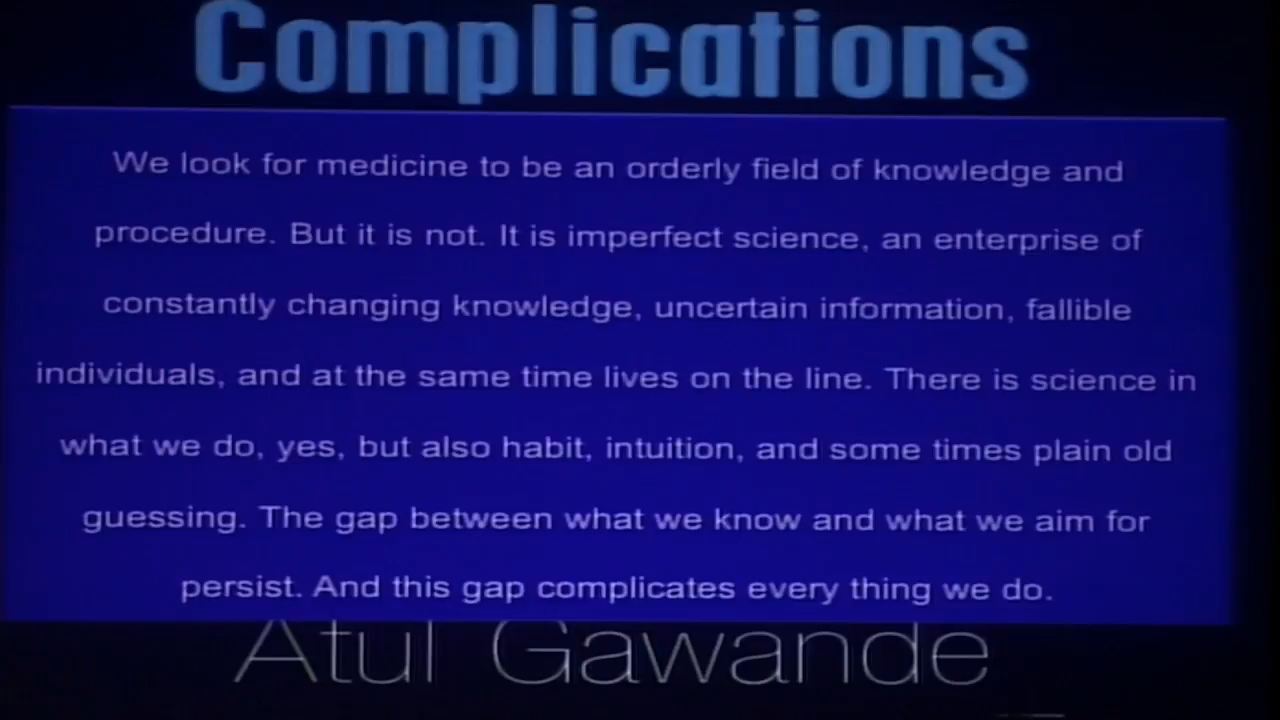 Complications
We look for medicine to be an orderly field of knowledge and
procedure. But it is not. It is imperfect science, an enterprise of
constantly changing knowledge, uncertain information, fallible
individuals, and at the same time lives on the line. There is science in
what we do, yes, but also habit, intuition, and some times plain old
guessing. The gap between what we know and what we aim for
persist. And this gap complicates every thing we do.
Atul Gawande